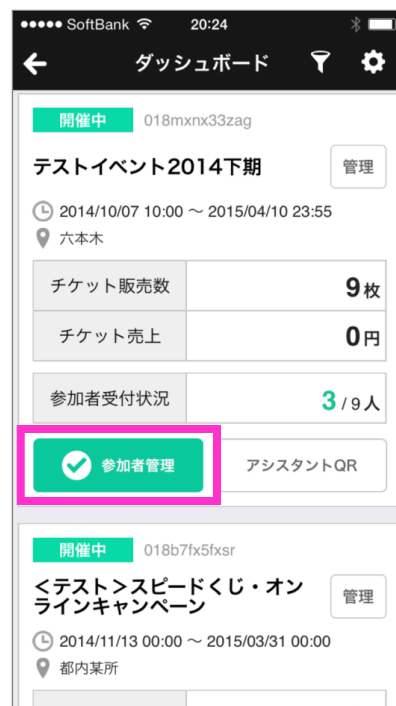 SoftBank 20:24
ダッシュボード
開催中 018mxnx33zag
テストイベント2014下期 管理
2014/10/07 10:00 ～ 2015/04/10 23:55
六本木
チケット販売数 9枚
チケット売上 0円
参加者受付状況 3 / 9人
参加者管理 アシスタントQR
開催中 018b7fx5fxsr
＜テスト＞スピードくじ・オン
ラインキャンペーン 管理
2014/11/13 00:00 ～ 2015/03/31 00:00
都内某所